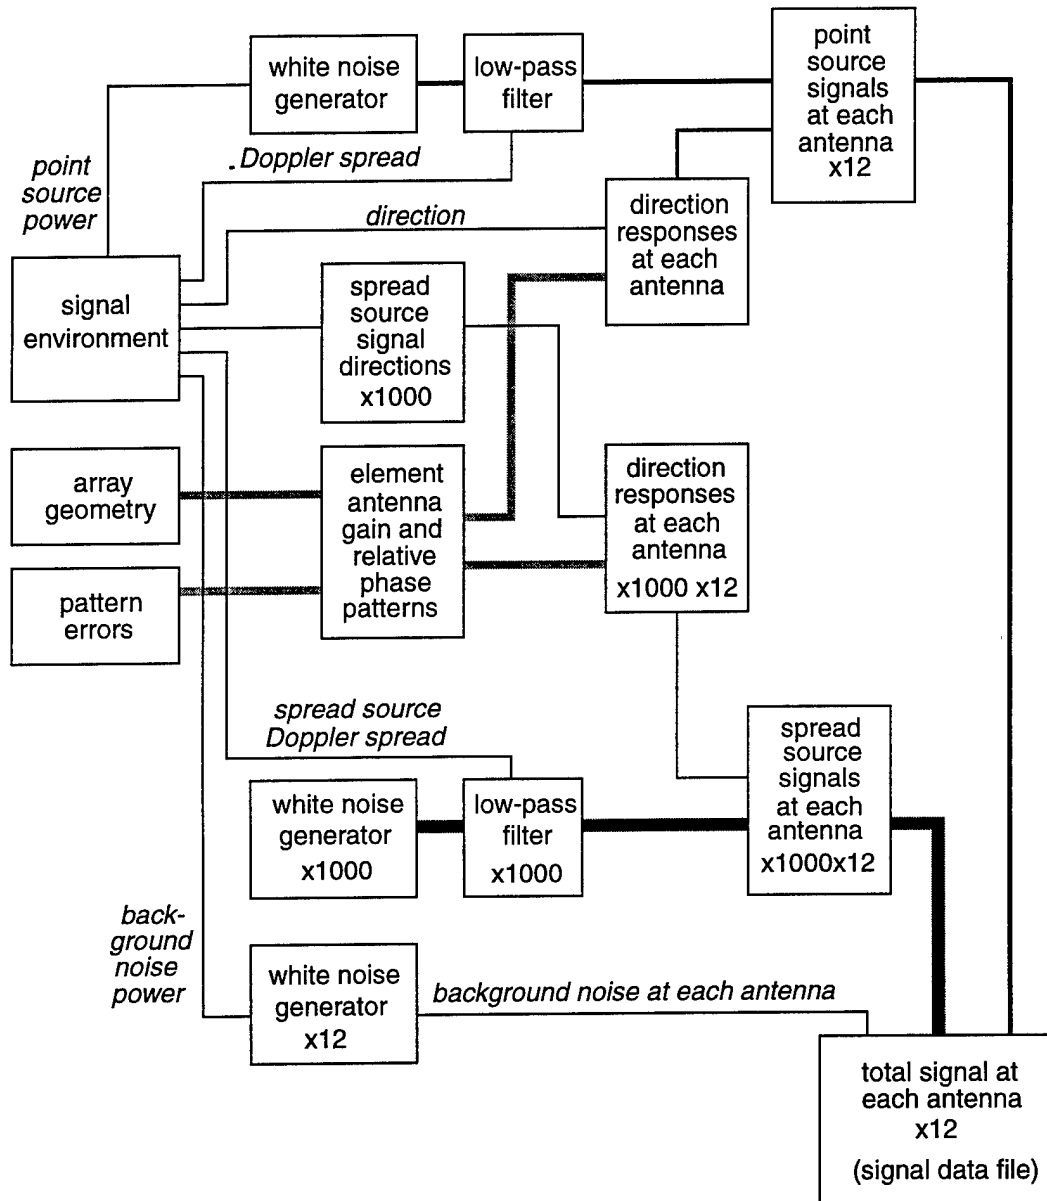 white noise
generator
low-pass
filter
point
source
signals
at each
antenna
x12
point
source
power
. Doppler spread
direction
direction
responses
at each
antenna
signal
environment
spread
source
signal
directions
x1000
array
geometry
element
antenna
gain and
relative
phase
patterns
direction
responses
at each
antenna
x1000 x12
pattern
errors
spread source
Doppler spread
white noise
generator
x1000
low-pass
filter
x1000
spread
source
signals
at each
antenna
x1000x12
back-
ground
noise
power
white noise
generator
x12
background noise at each antenna
total signal at
each antenna
x12
(signal data file)